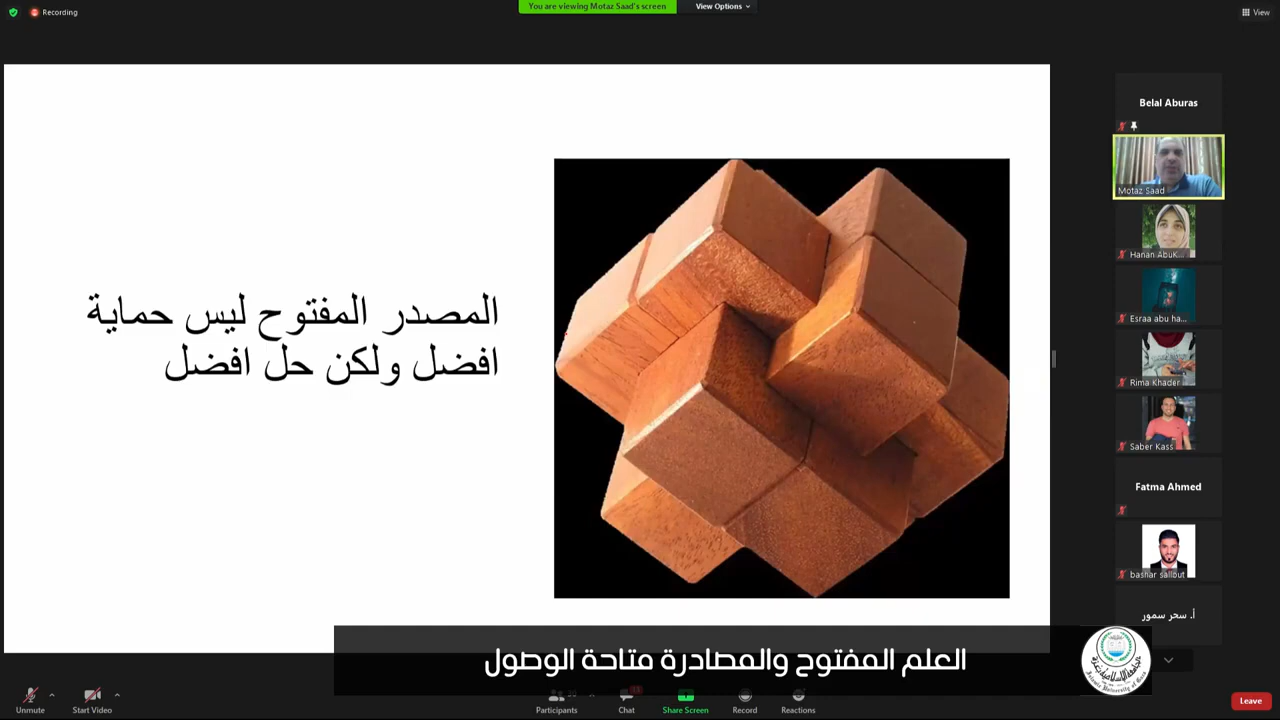 Recording
You are viewing Motaz Saad's screen
View Options
View
المصدر المفتوح ليس حماية
افضل ولكن حل افضل
Belal Aburas
Motaz Saad
Hanan AbuK...
Esraa abu ha...
Rima Khader
Saber Kass
Fatma Ahmed
bashar sallout
أ. سحر سمور
العلم المفتوح والمصادرة متاحة الوصول
Unmute
Start Video
Participants
Chat
Share Screen
Record
Reactions
Leave